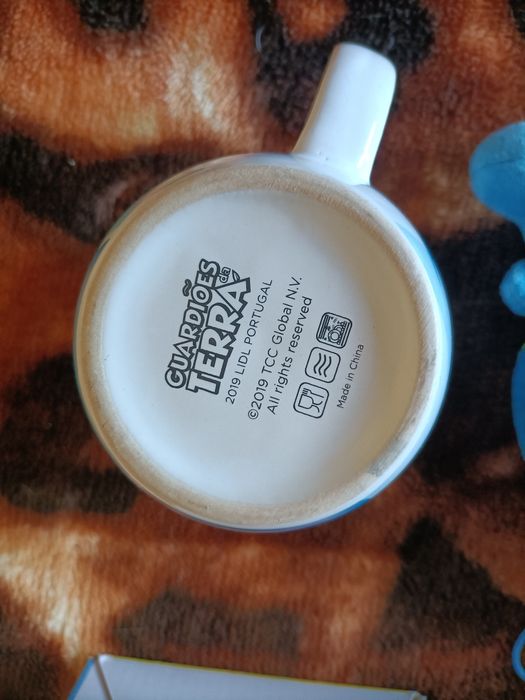 GUARDIÕES
da
TERRA
2019 LIDL PORTUGAL
©2019 TCC Global N.V.
All rights reserved
Made in China